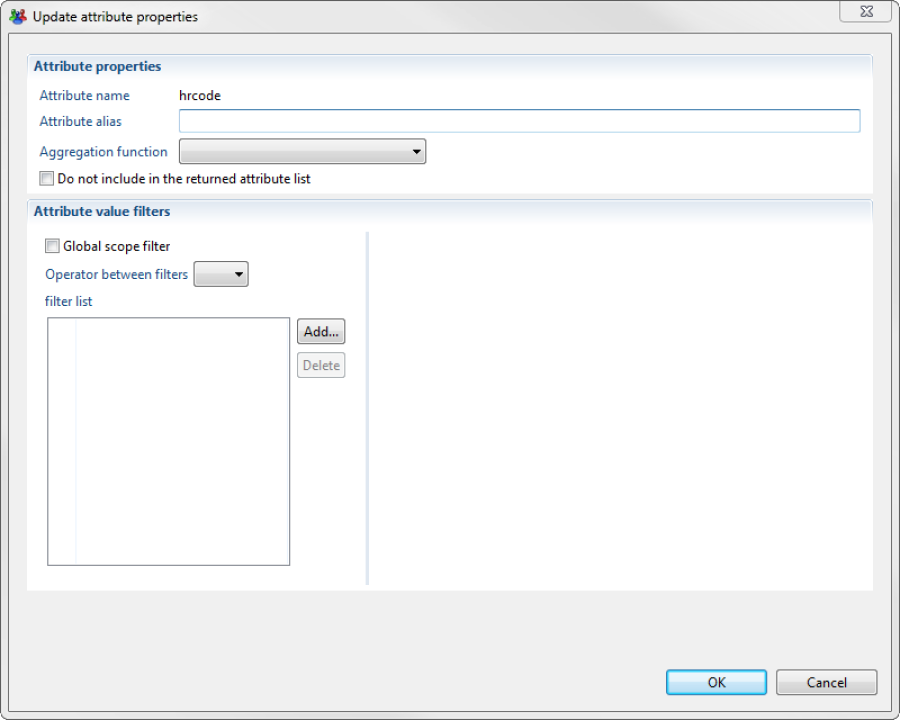 Update attribute properties
Attribute properties
Attribute name hrcode
Attribute alias
Aggregation function
Do not include in the returned attribute list
Attribute value filters
Global scope filter
Operator between filters
filter list
Add...
Delete
OK Cancel